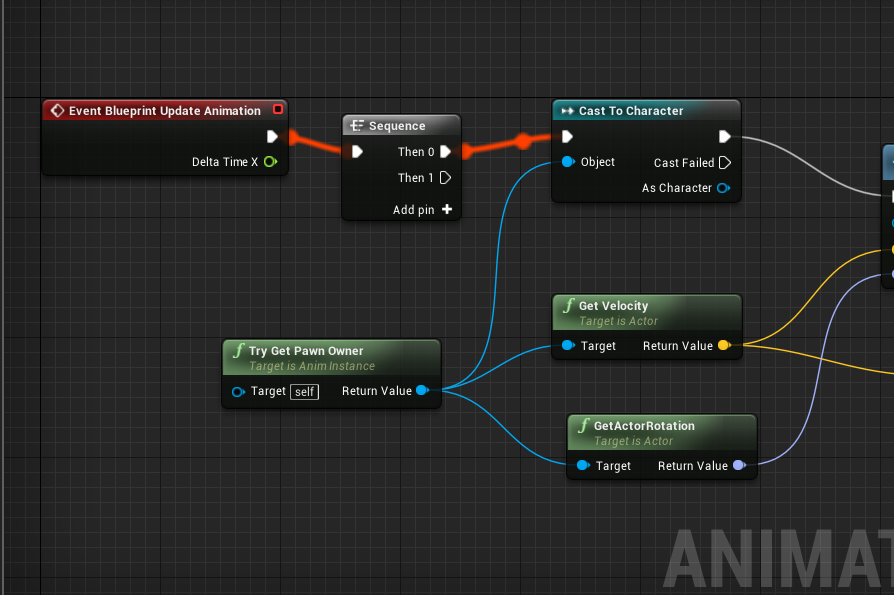 Event Blueprint Update Animation
Delta Time X
Sequence
Then 0
Then 1
Add pin
Cast To Character
Object
Cast Failed
As Character
Get Velocity
Target is Actor
Target
Return Value
Try Get Pawn Owner
Target is Anim Instance
Target self
Return Value
GetActorRotation
Target is Actor
Target
Return Value
ANIMAT